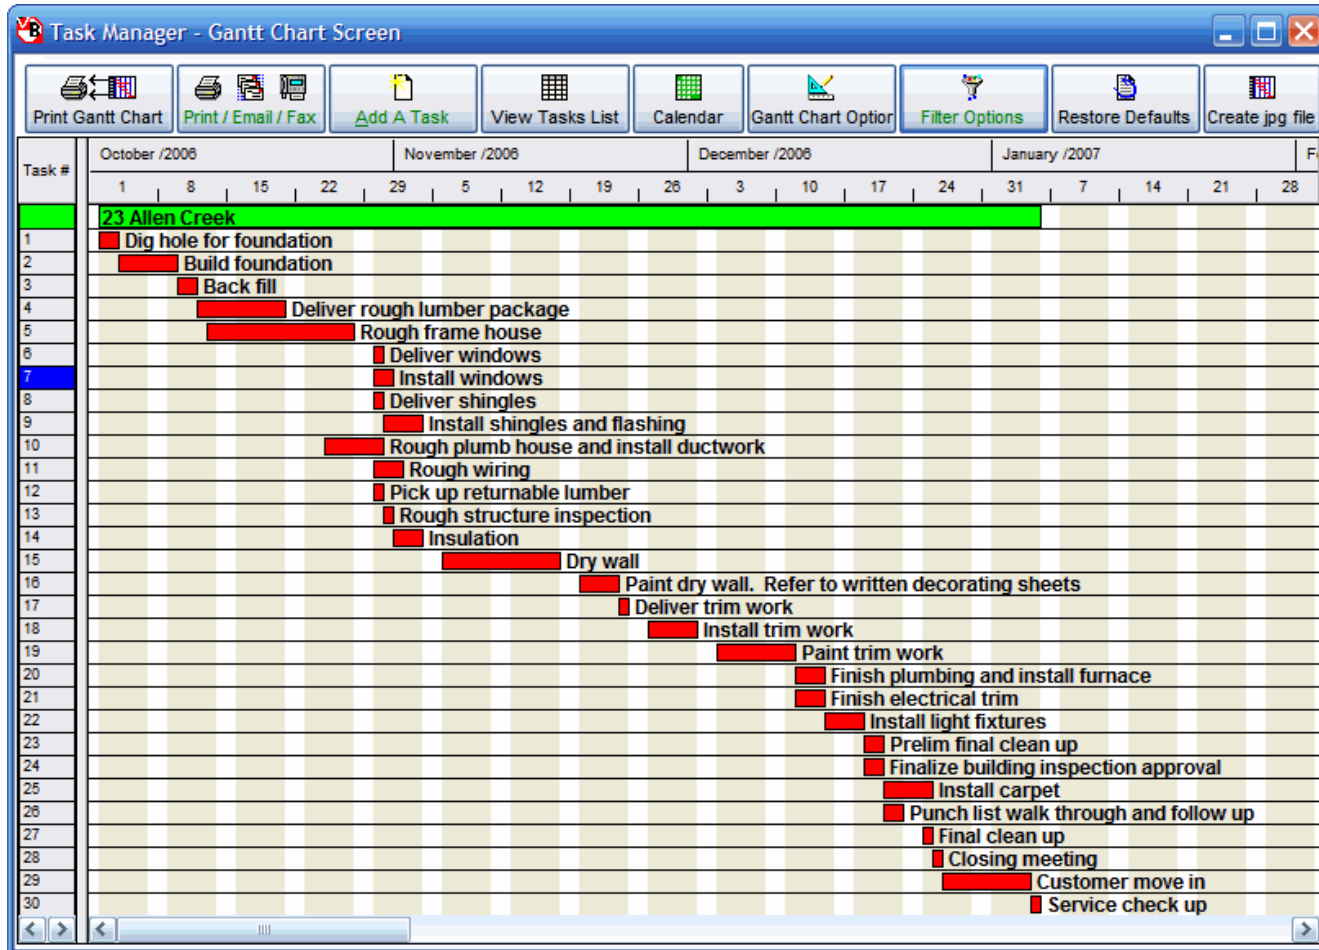 Task Manager - Gantt Chart Screen
Print Gantt Chart Print / Email / Fax Add A Task View Tasks List Calendar Gantt Chart Option Filter Options Restore Defaults Create jpg file
Task # October /2006 November /2006 December /2006 January /2007 F
1 8 15 22 29 5 12 19 26 3 10 17 24 31 7 14 21 28
23 Allen Creek
1 Dig hole for foundation
2 Build foundation
3 Back fill
4 Deliver rough lumber package
5 Rough frame house
6 Deliver windows
7 Install windows
8 Deliver shingles
9 Install shingles and flashing
10 Rough plumb house and install ductwork
11 Rough wiring
12 Pick up returnable lumber
13 Rough structure inspection
14 Insulation
15 Dry wall
16 Paint dry wall.  Refer to written decorating sheets
17 Deliver trim work
18 Install trim work
19 Paint trim work
20 Finish plumbing and install furnace
21 Finish electrical trim
22 Install light fixtures
23 Prelim final clean up
24 Finalize building inspection approval
25 Install carpet
26 Punch list walk through and follow up
27 Final clean up
28 Closing meeting
29 Customer move in
30 Service check up